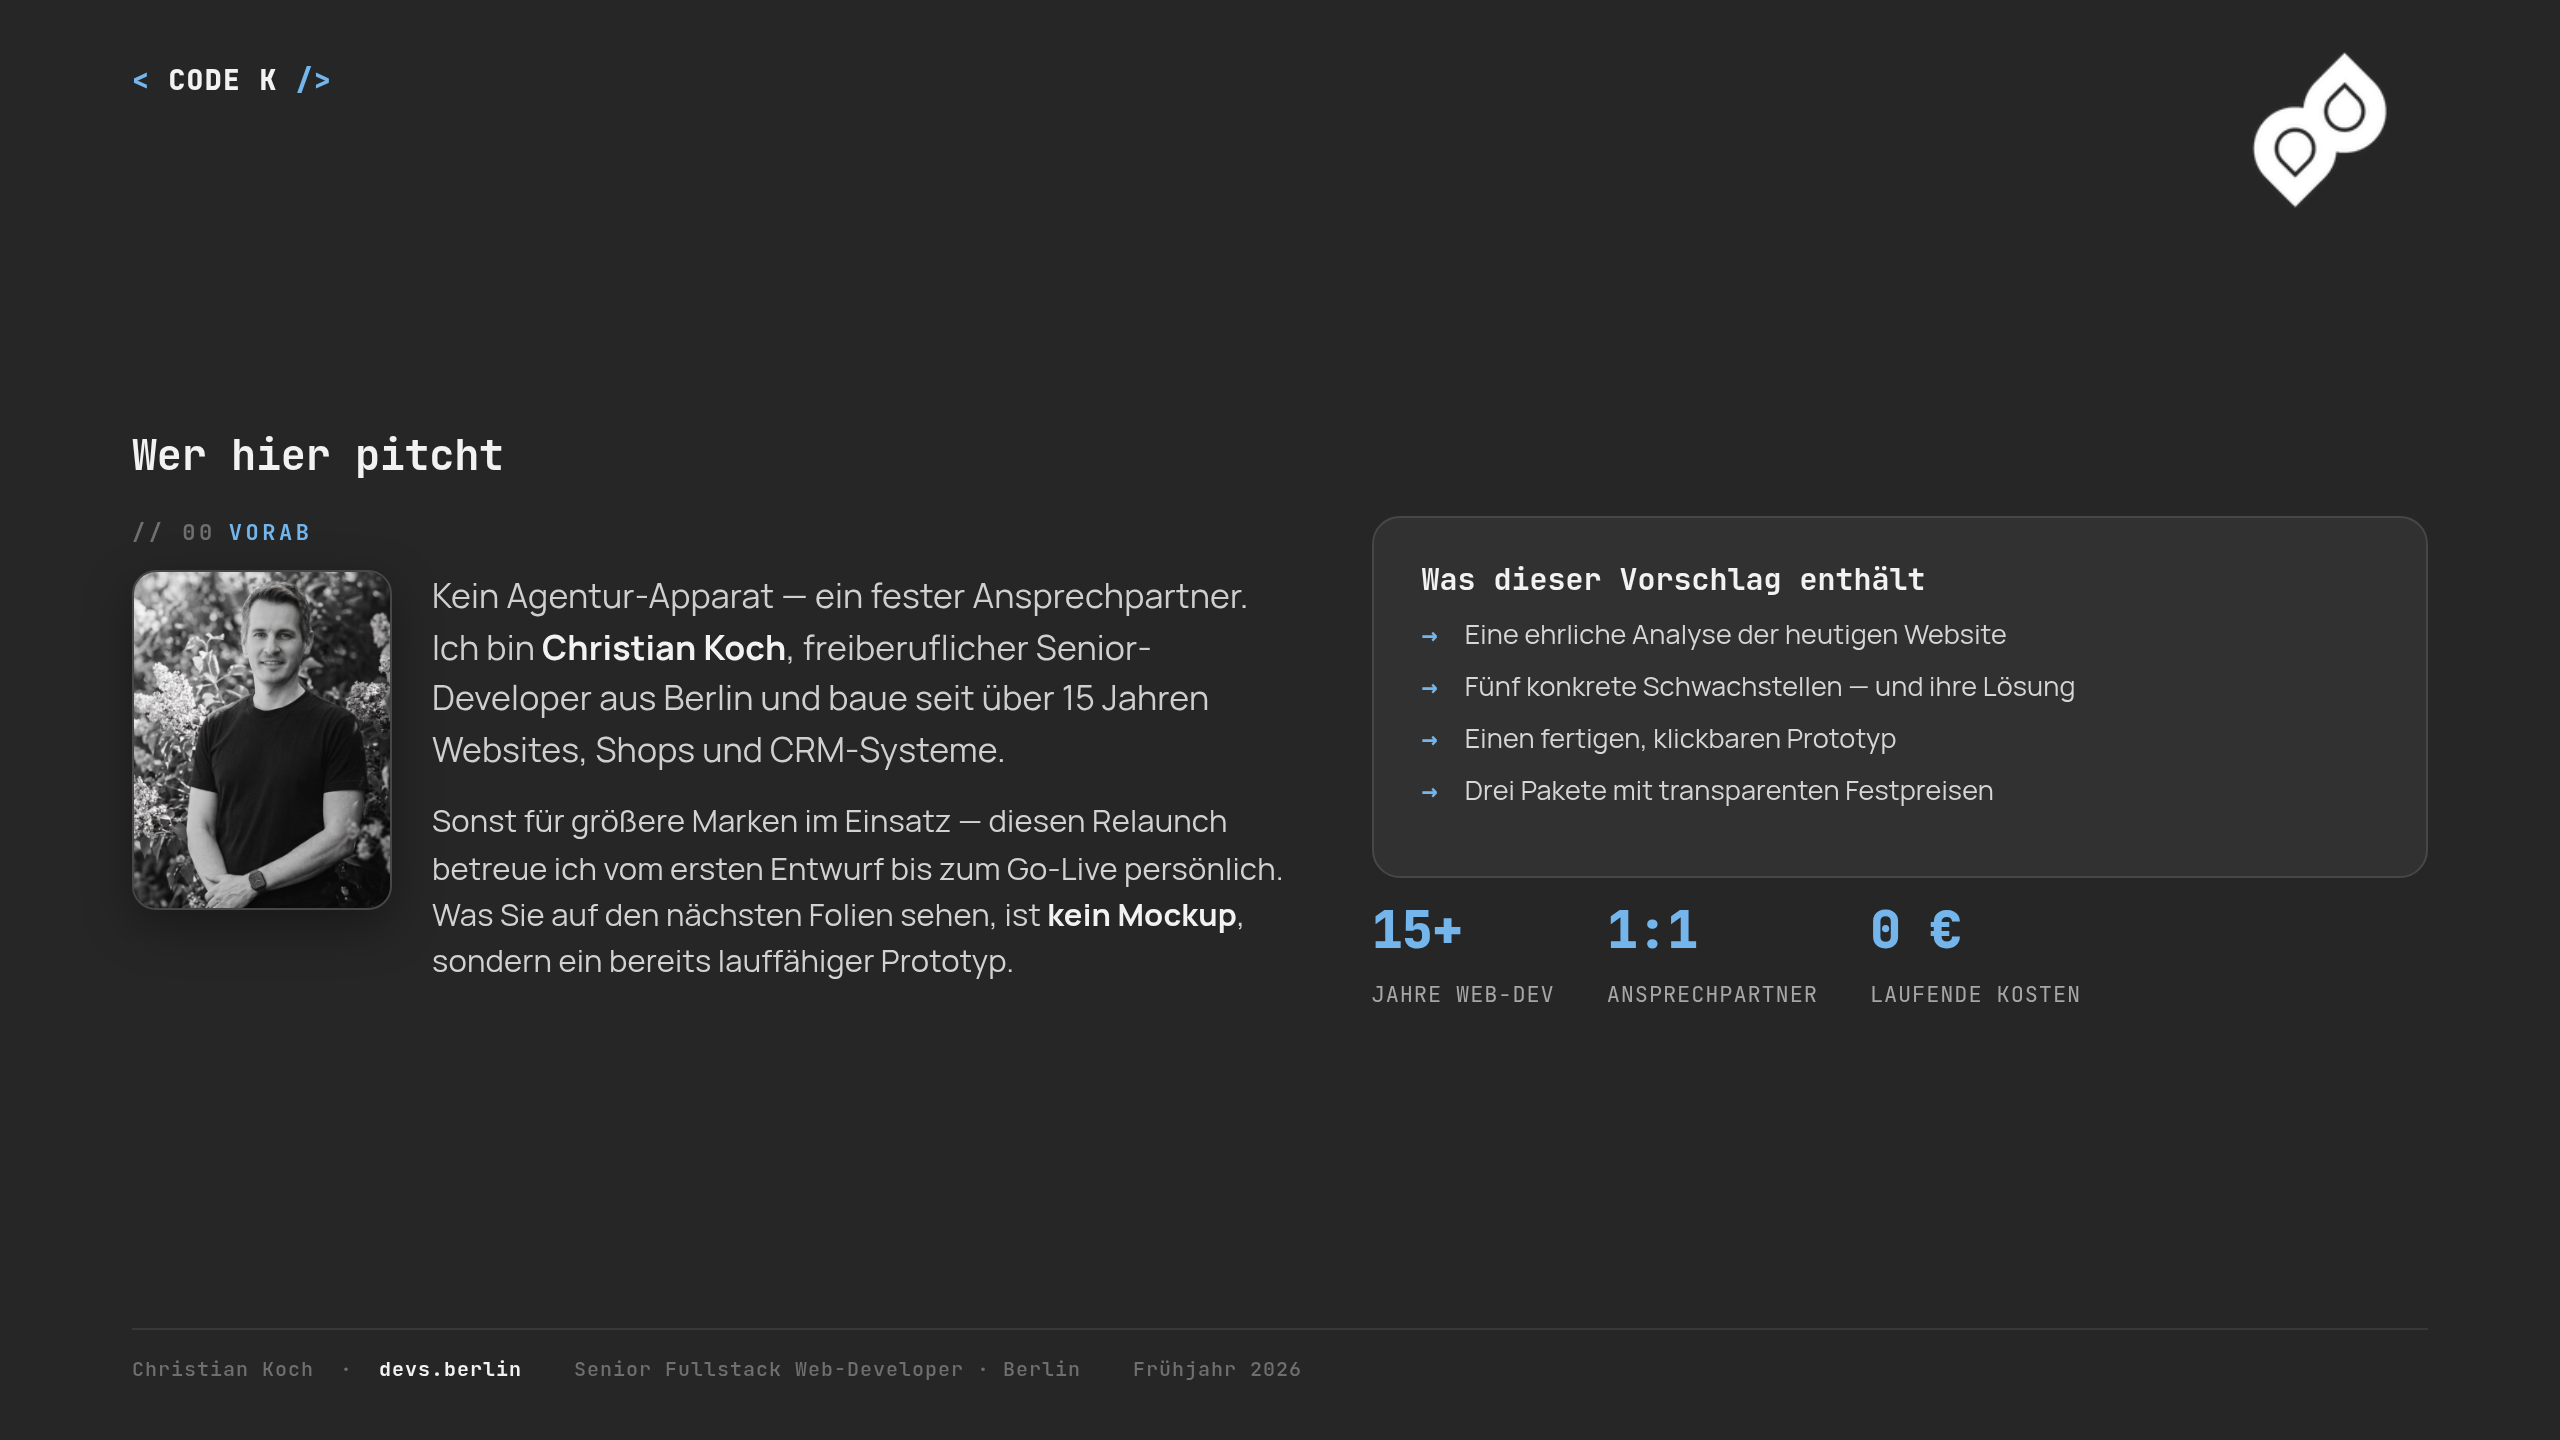 < CODE K />
Wer hier pitcht
// 00 VORAB
Kein Agentur-Apparat — ein fester Ansprechpartner.
Ich bin Christian Koch, freiberuflicher Senior-
Developer aus Berlin und baue seit über 15 Jahren
Websites, Shops und CRM-Systeme.
Sonst für größere Marken im Einsatz — diesen Relaunch
betreue ich vom ersten Entwurf bis zum Go-Live persönlich.
Was Sie auf den nächsten Folien sehen, ist kein Mockup,
sondern ein bereits lauffähiger Prototyp.
Was dieser Vorschlag enthält
→ Eine ehrliche Analyse der heutigen Website
→ Fünf konkrete Schwachstellen — und ihre Lösung
→ Einen fertigen, klickbaren Prototyp
→ Drei Pakete mit transparenten Festpreisen
15+ 1:1 0 €
JAHRE WEB-DEV ANSPRECHPARTNER LAUFENDE KOSTEN
Christian Koch · devs.berlin Senior Fullstack Web-Developer · Berlin Frühjahr 2026